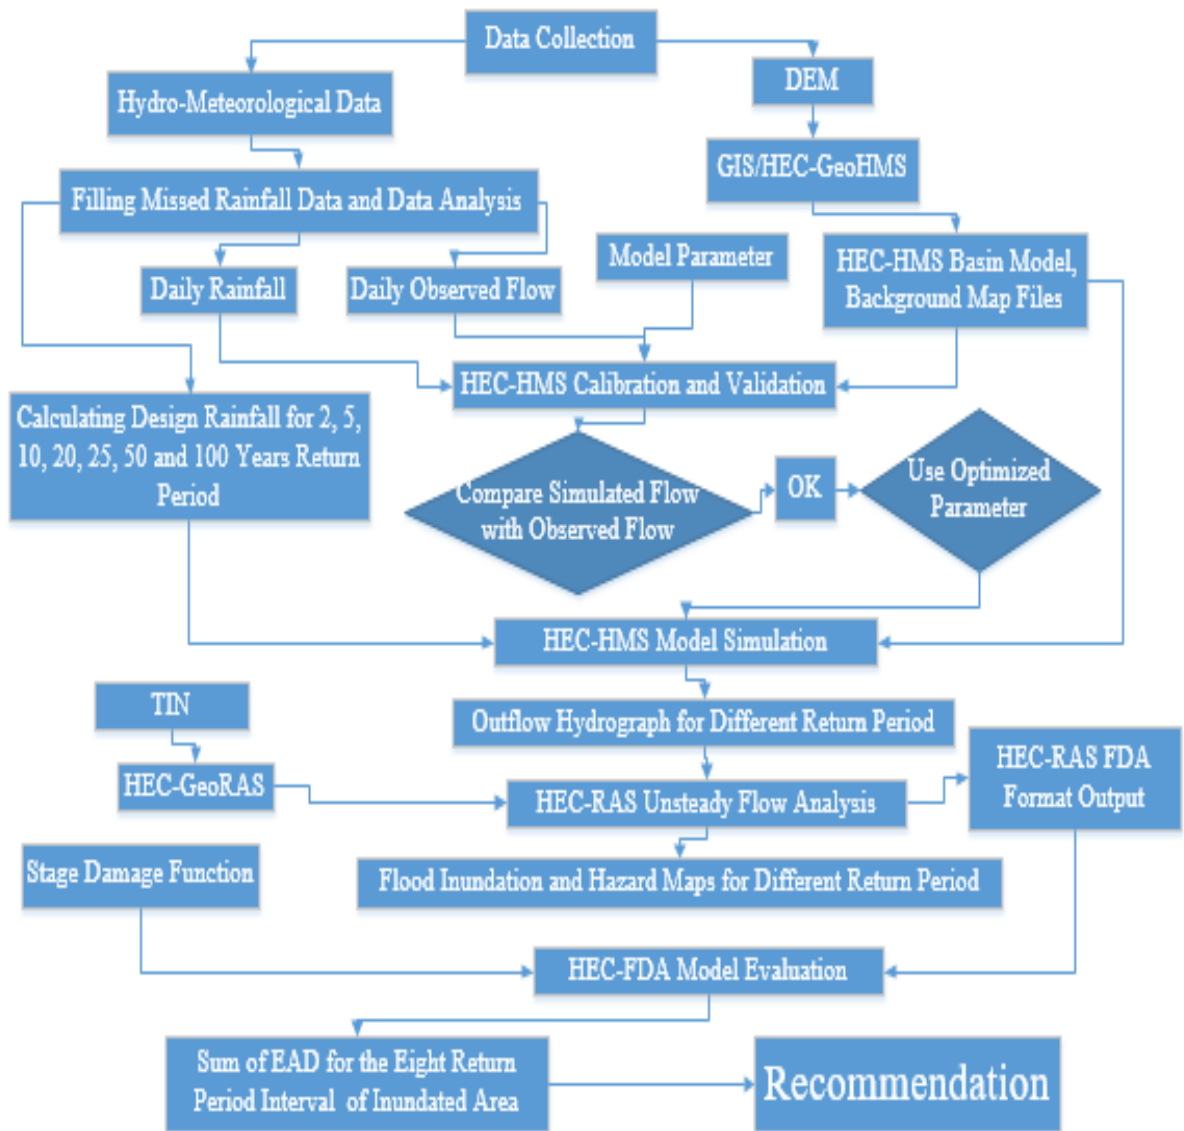 Data Collection
Hydro-Meteorological Data
DEM
GIS/HEC-GeoHMS
Filling Missed Rainfall Data and Data Analysis
Daily Rainfall
Daily Observed Flow
Model Parameter
HEC-HMS Basin Model,
Background Map Files
HEC-HMS Calibration and Validation
Calculating Design Rainfall for 2, 5,
10, 20, 25, 50 and 100 Years Return
Period
Compare Simulated Flow
with Observed Flow
OK
Use Optimized
Parameter
HEC-HMS Model Simulation
TIN
Outflow Hydrograph for Different Return Period
HEC-GeoRAS
HEC-RAS Unsteady Flow Analysis
HEC-RAS FDA
Format Output
Stage Damage Function
Flood Inundation and Hazard Maps for Different Return Period
HEC-FDA Model Evaluation
Sum of EAD for the Eight Return
Period Interval of Inundated Area
Recommendation